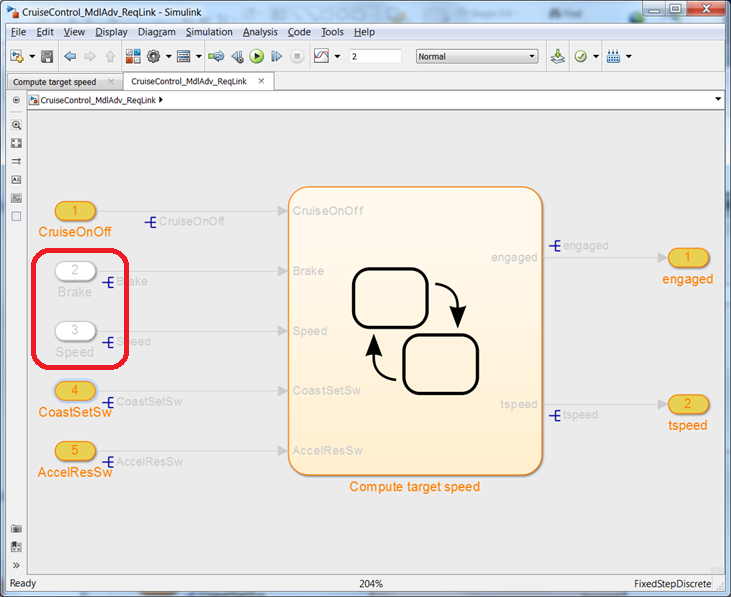 CruiseControl_MdlAdv_ReqLink - Simulink
File Edit View Display Diagram Simulation Analysis Code Tools Help
2 Normal
Compute target speed CruiseControl_MdlAdv_ReqLink
CruiseControl_MdlAdv_ReqLink
1 CruiseOnOff CruiseOnOff
CruiseOnOff
engaged engaged 1
2 Brake Brake
Brake
engaged
3 Speed Speed
Speed
4 CoastSetSw CoastSetSw
CoastSetSw
tspeed tspeed 2
tspeed
5 AccelResSw AccelResSw
AccelResSw
Compute target speed
Ready 204% FixedStepDiscrete